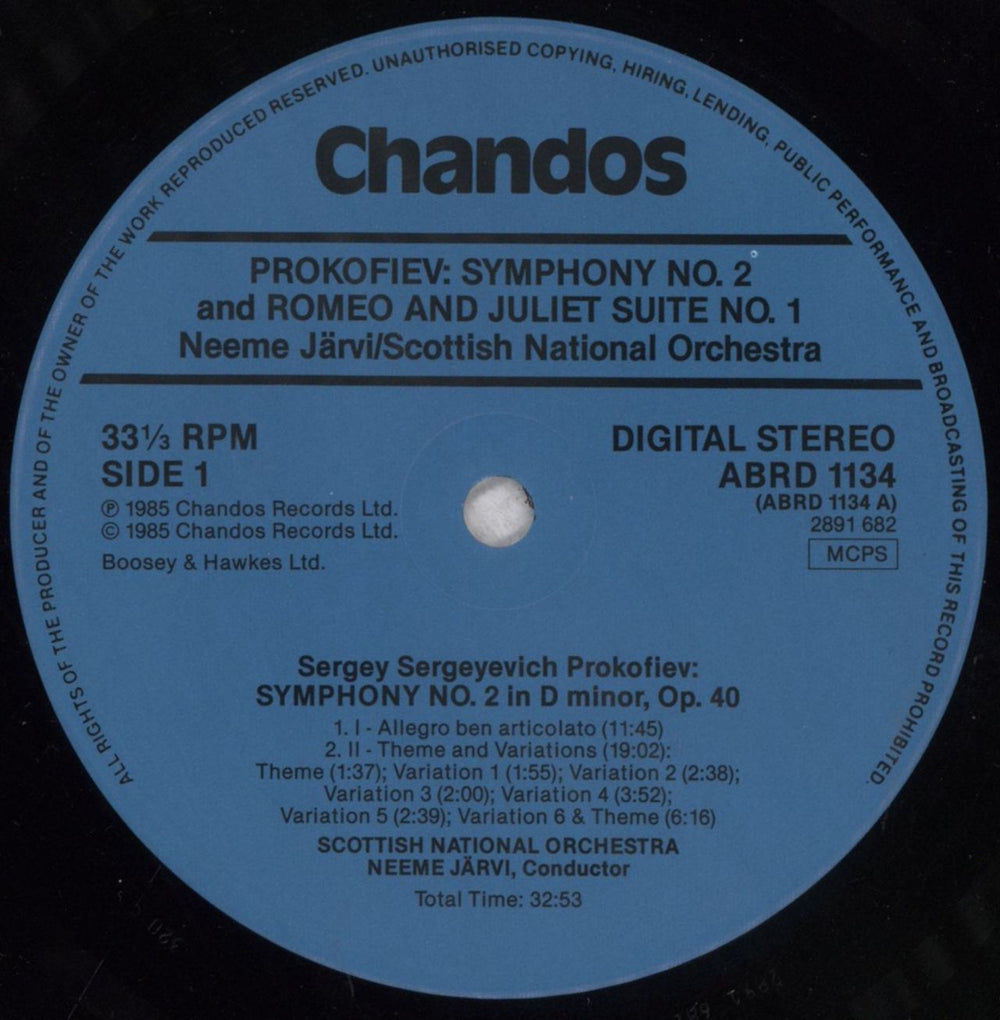 ALL RIGHTS OF THE PRODUCER AND OF THE OWNER OF THE WORK REPRODUCED RESERVED. UNAUTHORISED COPYING, HIRING, LENDING, PUBLIC PERFORMANCE AND BROADCASTING OF THIS RECORD PROHIBITED.
Chandos
PROKOFIEV: SYMPHONY NO. 2
and ROMEO AND JULIET SUITE NO. 1
Neeme Järvi/Scottish National Orchestra
33⅓ RPM
SIDE 1
℗ 1985 Chandos Records Ltd.
© 1985 Chandos Records Ltd.
Boosey & Hawkes Ltd.
DIGITAL STEREO
ABRD 1134
(ABRD 1134 A)
2891 682
MCPS
Sergey Sergeyevich Prokofiev:
SYMPHONY NO. 2 in D minor, Op. 40
1. I - Allegro ben articolato (11:45)
2. II - Theme and Variations (19:02):
Theme (1:37); Variation 1 (1:55); Variation 2 (2:38);
Variation 3 (2:00); Variation 4 (3:52);
Variation 5 (2:39); Variation 6 & Theme (6:16)
SCOTTISH NATIONAL ORCHESTRA
NEEME JÄRVI, Conductor
Total Time: 32:53